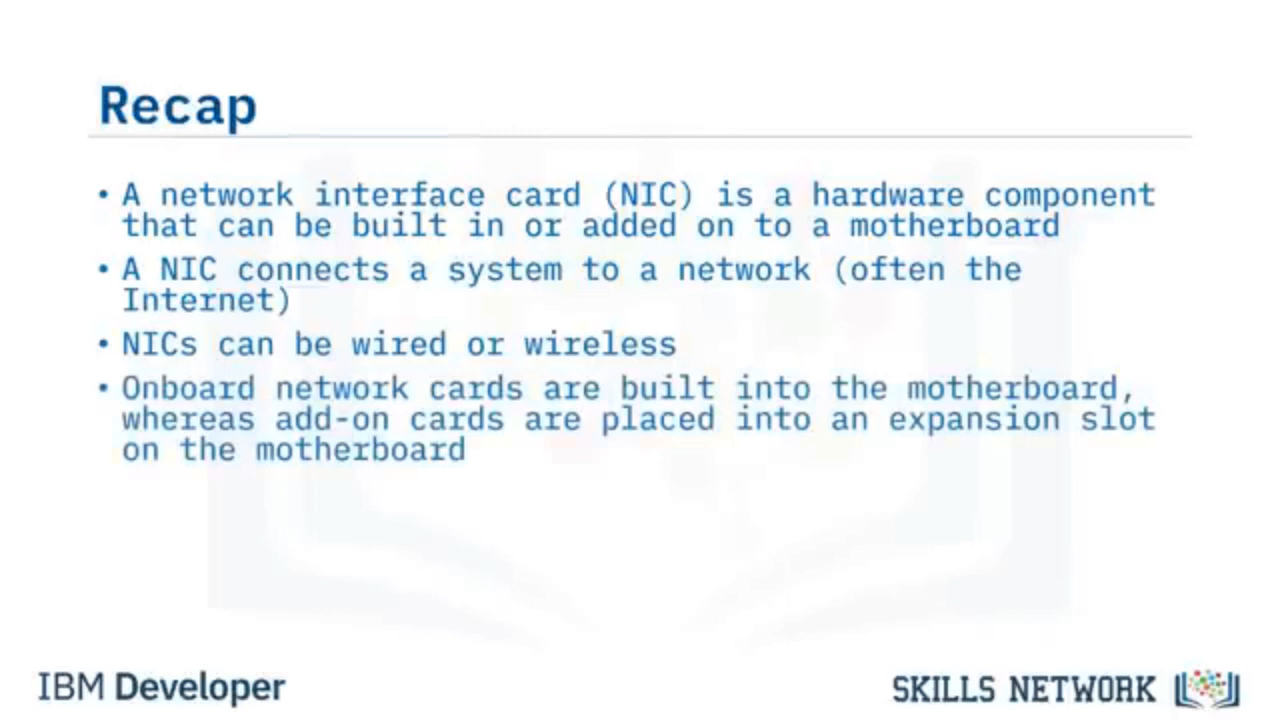 Recap
• A network interface card (NIC) is a hardware component
that can be built in or added on to a motherboard
• A NIC connects a system to a network (often the
Internet)
• NICs can be wired or wireless
• Onboard network cards are built into the motherboard,
whereas add-on cards are placed into an expansion slot
on the motherboard
IBM Developer
SKILLS NETWORK